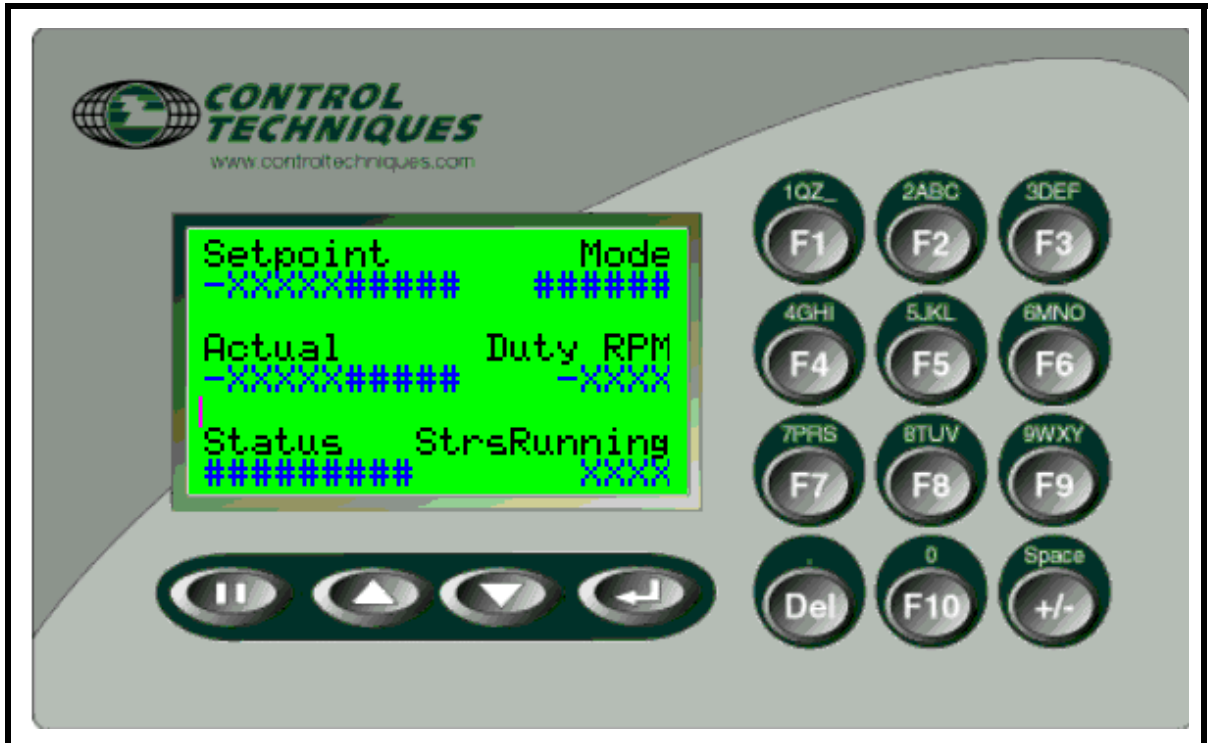 CONTROL
TECHNIQUES
www.controltechniques.com
Setpoint Mode
-XXXXX##### ######
Actual Duty RPM
-XXXXX##### -XXXX
Status StrsRunning
######### XXXX
1QZ_ 2ABC 3DEF
F1 F2 F3
4GHI 5JKL 6MNO
F4 F5 F6
7PRS 8TUV 9WXY
F7 F8 F9
. 0 Space
Del F10 +/-